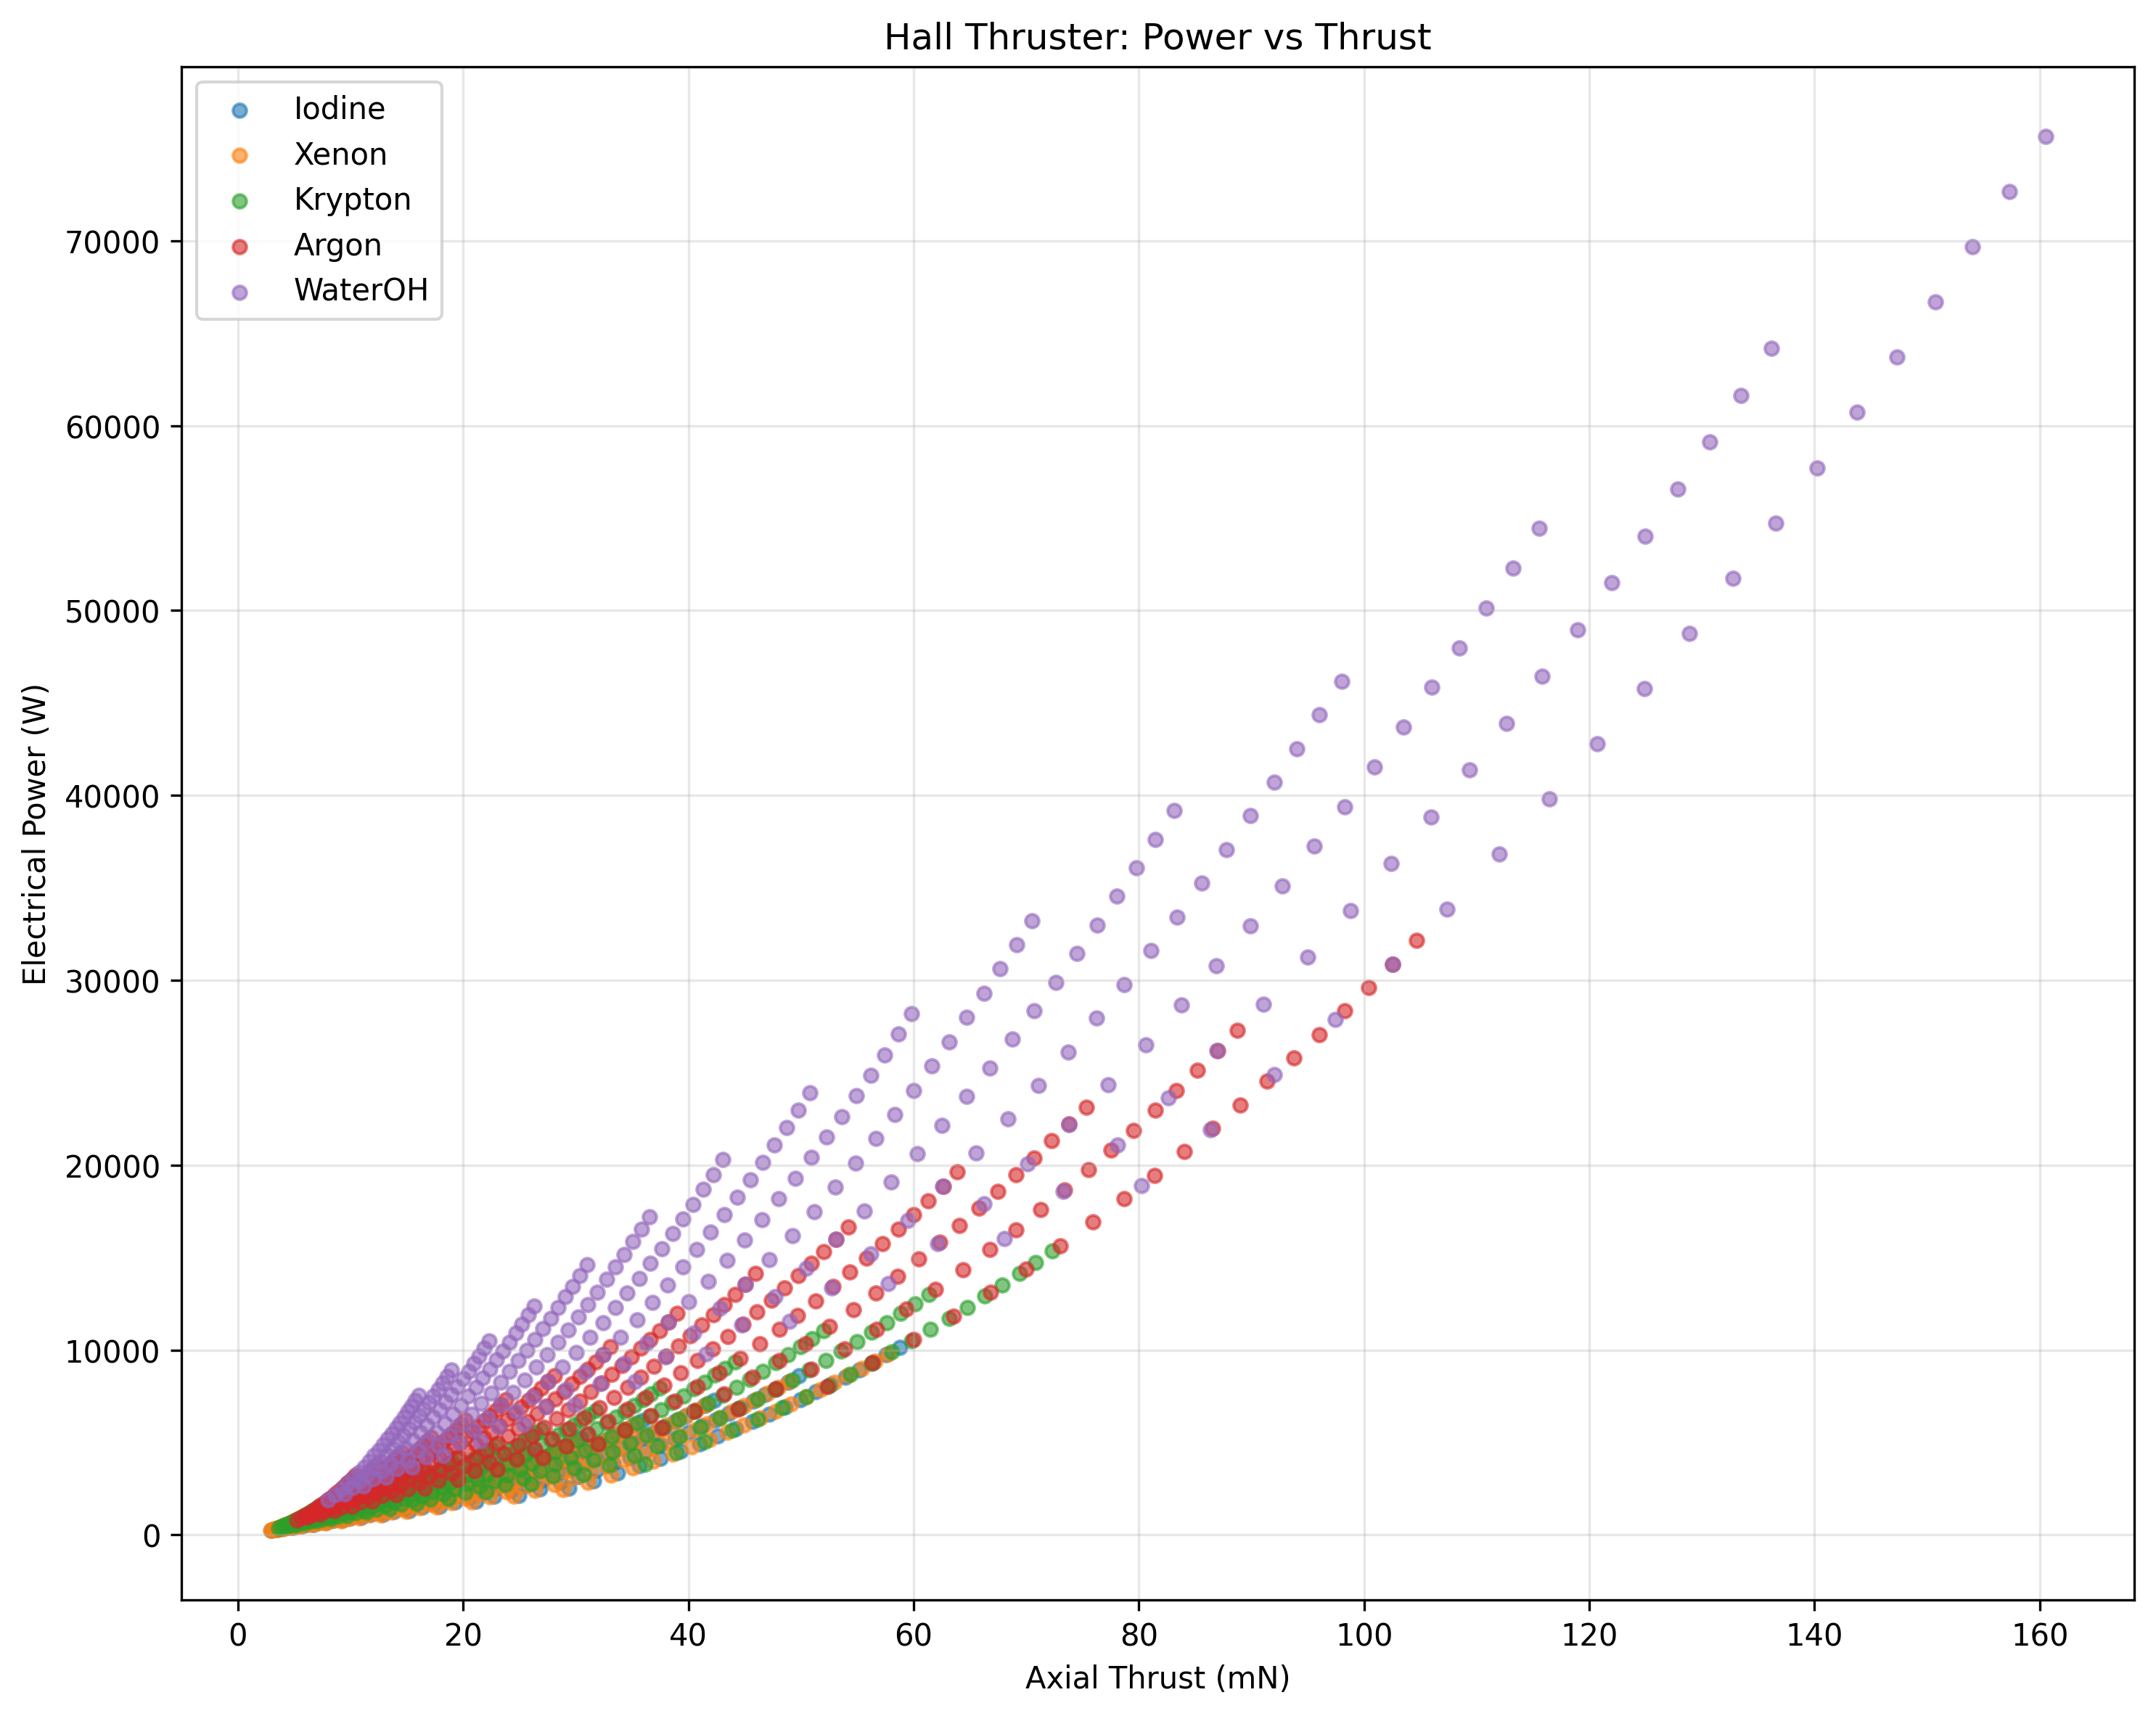 Hall Thruster: Power vs Thrust
Iodine
Xenon
Krypton
Argon
WaterOH
70000
60000
50000
40000
30000
20000
10000
0
Electrical Power (W)
0 20 40 60 80 100 120 140 160
Axial Thrust (mN)